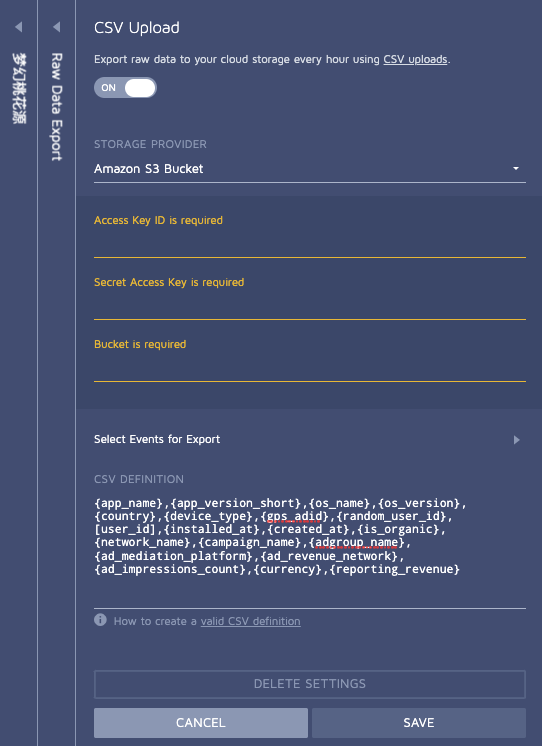 梦幻桃花源
Raw Data Export
CSV Upload
Export raw data to your cloud storage every hour using CSV uploads.
ON
STORAGE PROVIDER
Amazon S3 Bucket
Access Key ID is required
Secret Access Key is required
Bucket is required
Select Events for Export
CSV DEFINITION
{app_name},{app_version_short},{os_name},{os_version},
{country},{device_type},{gps_adid},{random_user_id},
[user_id],{installed_at},{created_at},{is_organic},
{network_name},{campaign_name},{adgroup_name},
{ad_mediation_platform},{ad_revenue_network},
{ad_impressions_count},{currency},{reporting_revenue}
How to create a valid CSV definition
DELETE SETTINGS
CANCEL
SAVE